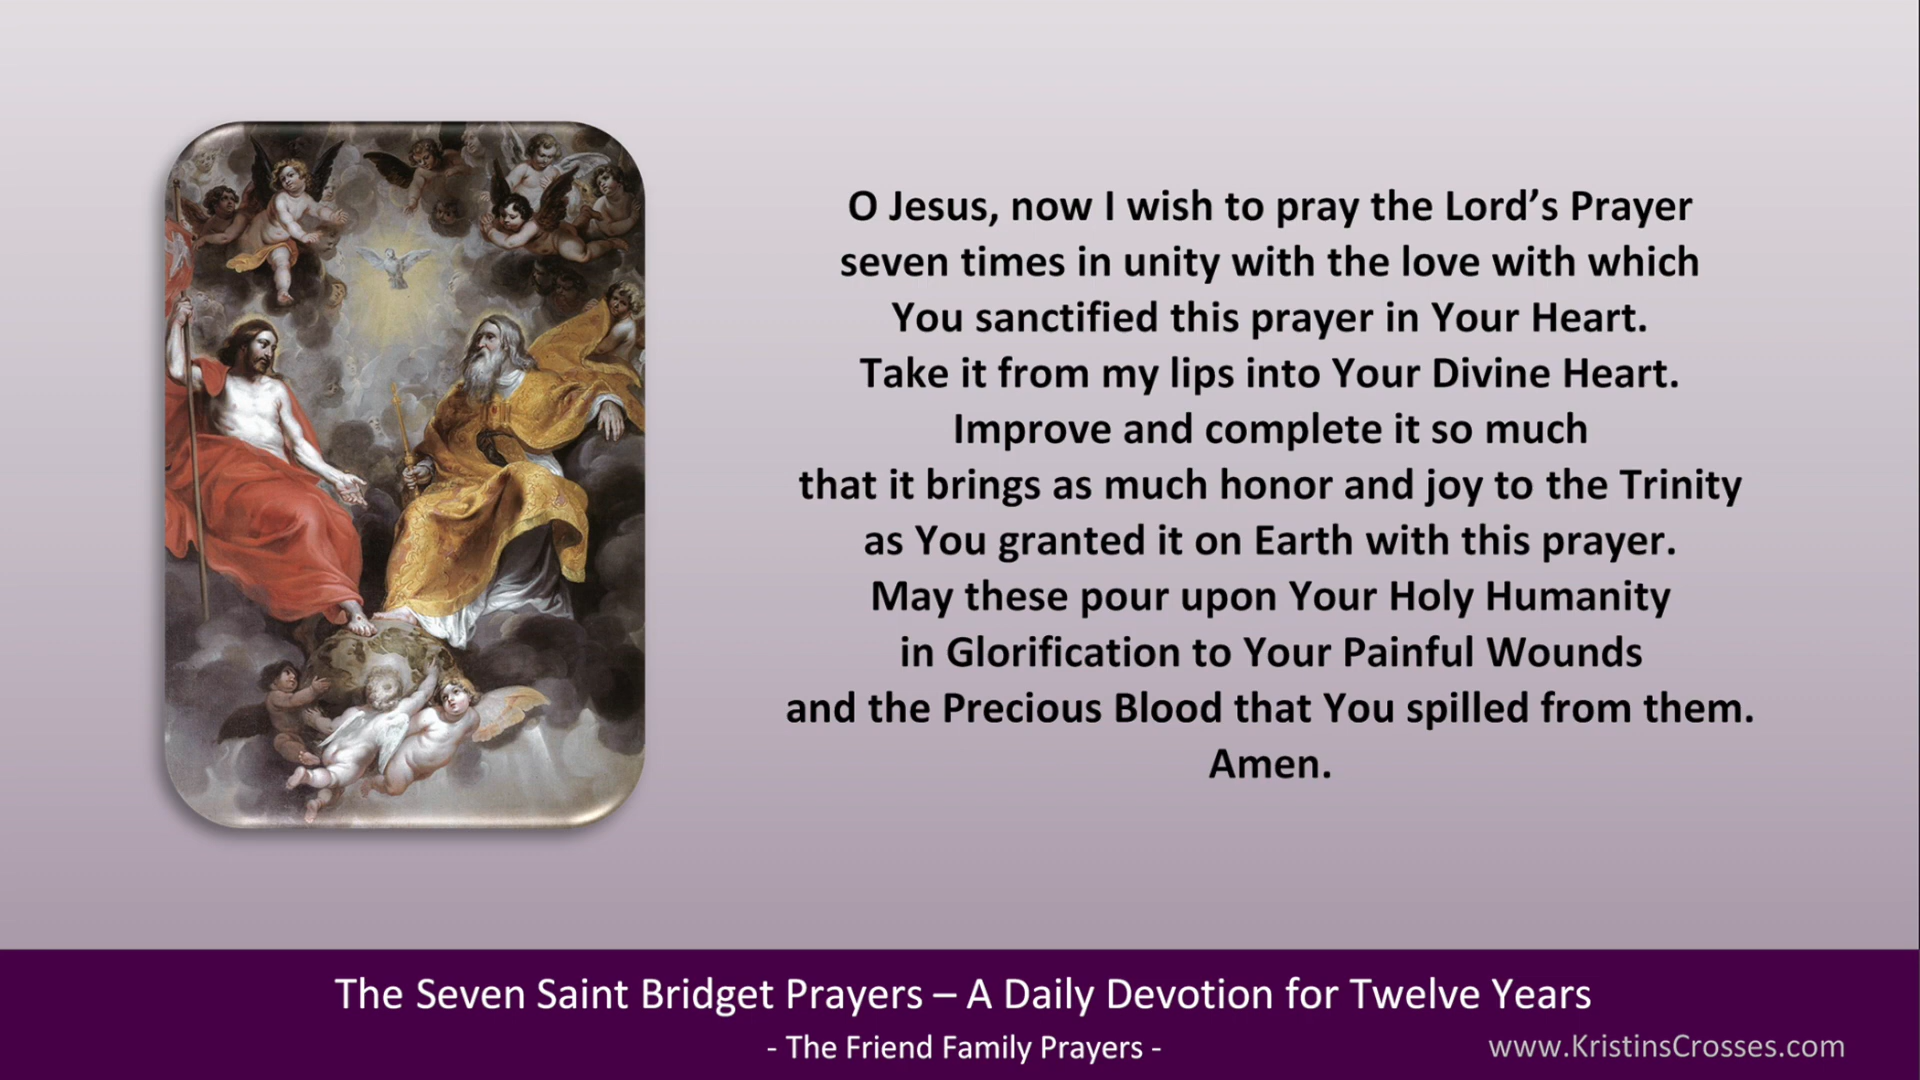 O Jesus, now I wish to pray the Lord’s Prayer
seven times in unity with the love with which
You sanctified this prayer in Your Heart.
Take it from my lips into Your Divine Heart.
Improve and complete it so much
that it brings as much honor and joy to the Trinity
as You granted it on Earth with this prayer.
May these pour upon Your Holy Humanity
in Glorification to Your Painful Wounds
and the Precious Blood that You spilled from them.
Amen.
The Seven Saint Bridget Prayers – A Daily Devotion for Twelve Years
- The Friend Family Prayers -
www.KristinsCrosses.com